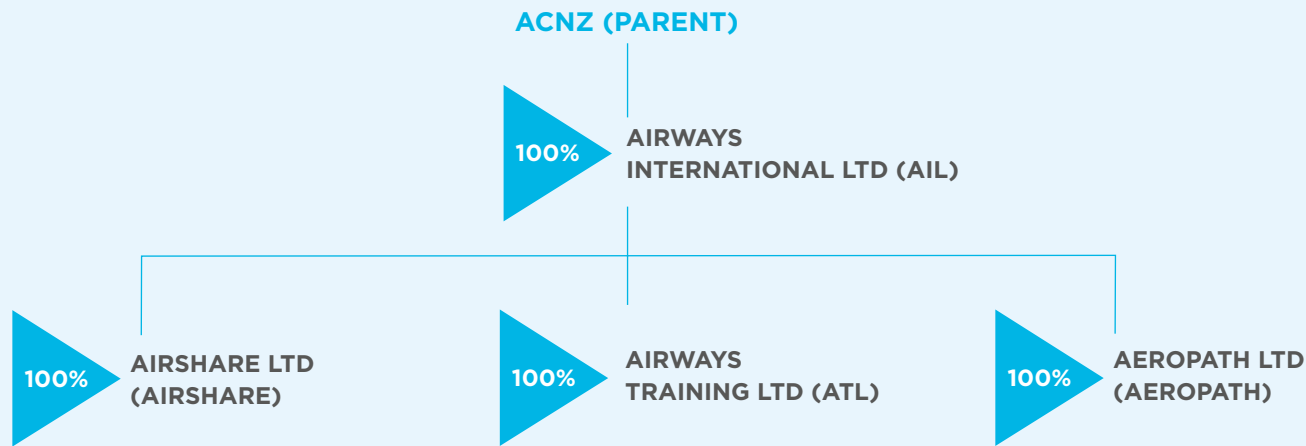 ACNZ (PARENT)
100%
AIRWAYS
INTERNATIONAL LTD (AIL)
100%
AIRSHARE LTD
(AIRSHARE)
100%
AIRWAYS
TRAINING LTD (ATL)
100%
AEROPATH LTD
(AEROPATH)